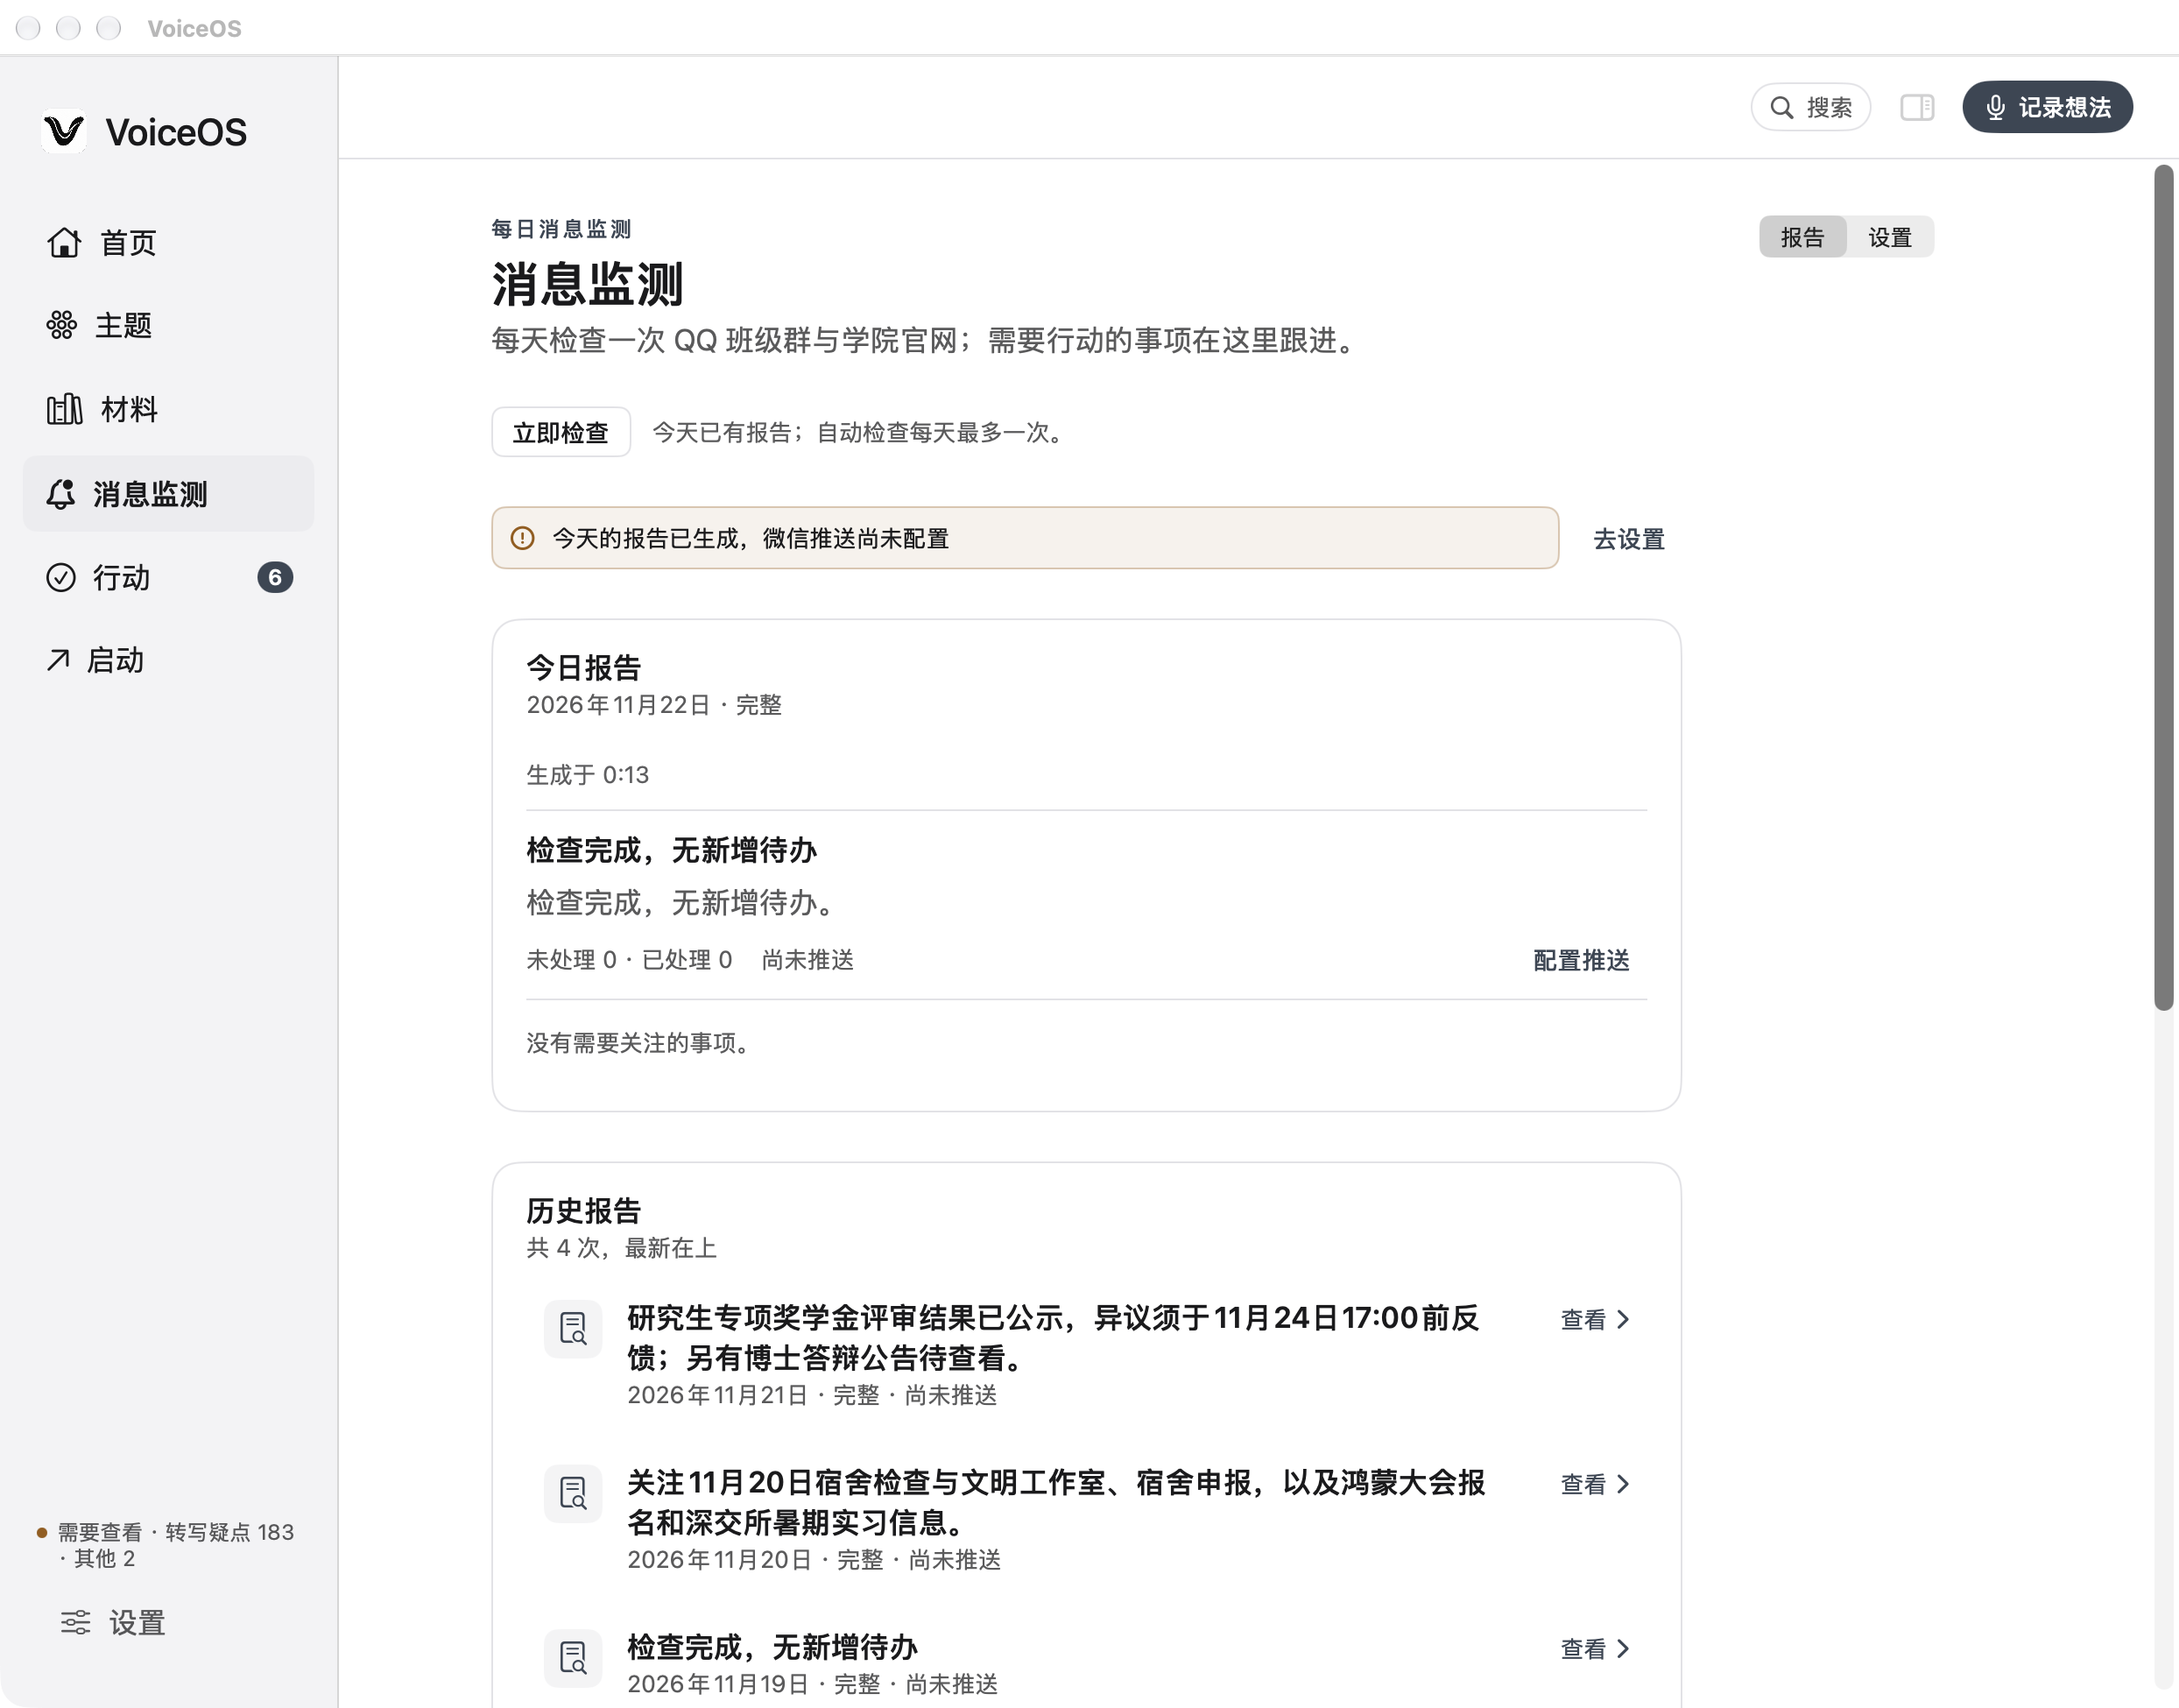 VoiceOS
VoiceOS
首页
主题
材料
消息监测
行动
6
启动
需要查看 · 转写疑点 183
· 其他 2
设置
搜索
记录想法
每日消息监测
报告
设置
消息监测
每天检查一次 QQ 班级群与学院官网；需要行动的事项在这里跟进。
立即检查
今天已有报告；自动检查每天最多一次。
今天的报告已生成，微信推送尚未配置
去设置
今日报告
2026年11月22日 · 完整
生成于 0:13
检查完成，无新增待办
检查完成，无新增待办。
未处理 0 · 已处理 0 尚未推送
配置推送
没有需要关注的事项。
历史报告
共 4 次，最新在上
研究生专项奖学金评审结果已公示，异议须于11月24日17:00前反
馈；另有博士答辩公告待查看。
2026年11月21日 · 完整 · 尚未推送
查看
关注11月20日宿舍检查与文明工作室、宿舍申报，以及鸿蒙大会报
名和深交所暑期实习信息。
2026年11月20日 · 完整 · 尚未推送
查看
检查完成，无新增待办
2026年11月19日 · 完整 · 尚未推送
查看